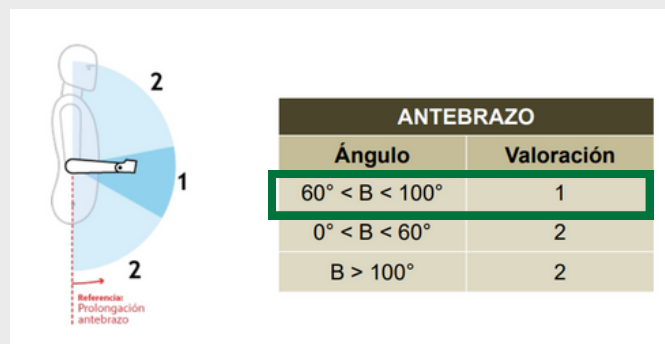 2
1
2
Referencia:
Prolongación
antebrazo
ANTEBRAZO
Ángulo Valoración
60° < B < 100° 1
0° < B < 60° 2
B > 100° 2